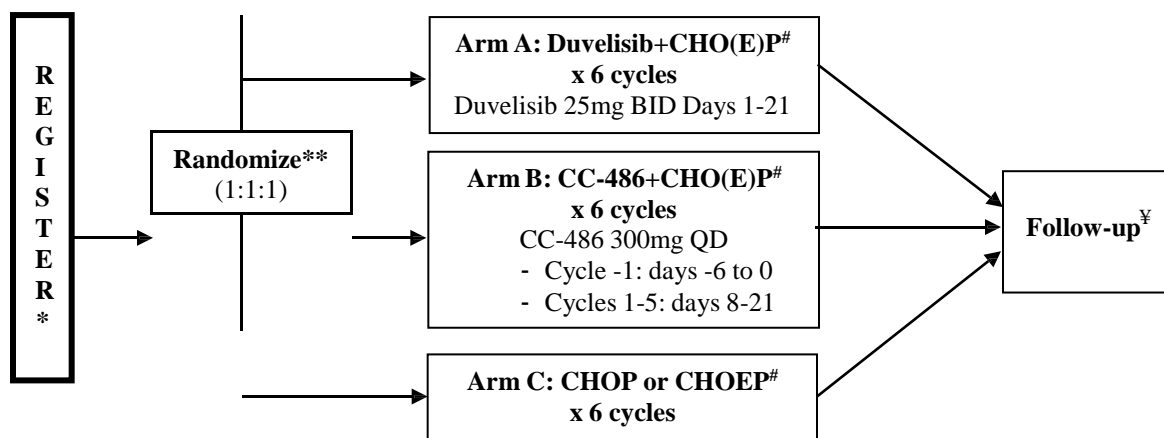 R
E
G
I
S
T
E
R
*
Randomize**
(1:1:1)
Arm A: Duvelisib+CHO(E)P#
x 6 cycles
Duvelisib 25mg BID Days 1-21
Arm B: CC-486+CHO(E)P#
x 6 cycles
CC-486 300mg QD
- Cycle -1: days -6 to 0
- Cycles 1-5: days 8-21
Arm C: CHOP or CHOEP#
x 6 cycles
Follow-up¥